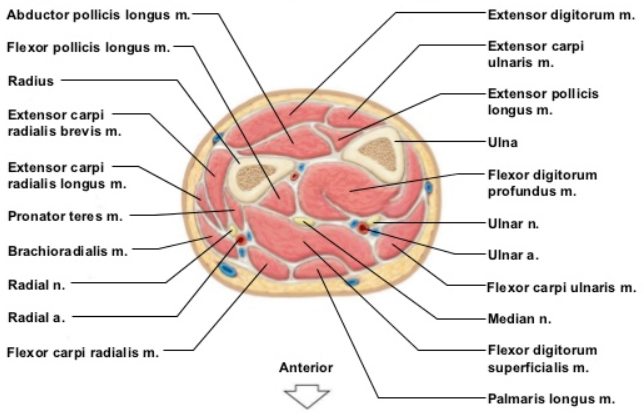 Abductor pollicis longus m.
Flexor pollicis longus m.
Radius
Extensor carpi
radialis brevis m.
Extensor carpi
radialis longus m.
Pronator teres m.
Brachioradialis m.
Radial n.
Radial a.
Flexor carpi radialis m.
Anterior
Extensor digitorum m.
Extensor carpi
ulnaris m.
Extensor pollicis
longus m.
Ulna
Flexor digitorum
profundus m.
Ulnar n.
Ulnar a.
Flexor carpi ulnaris m.
Median n.
Flexor digitorum
superficialis m.
Palmaris longus m.